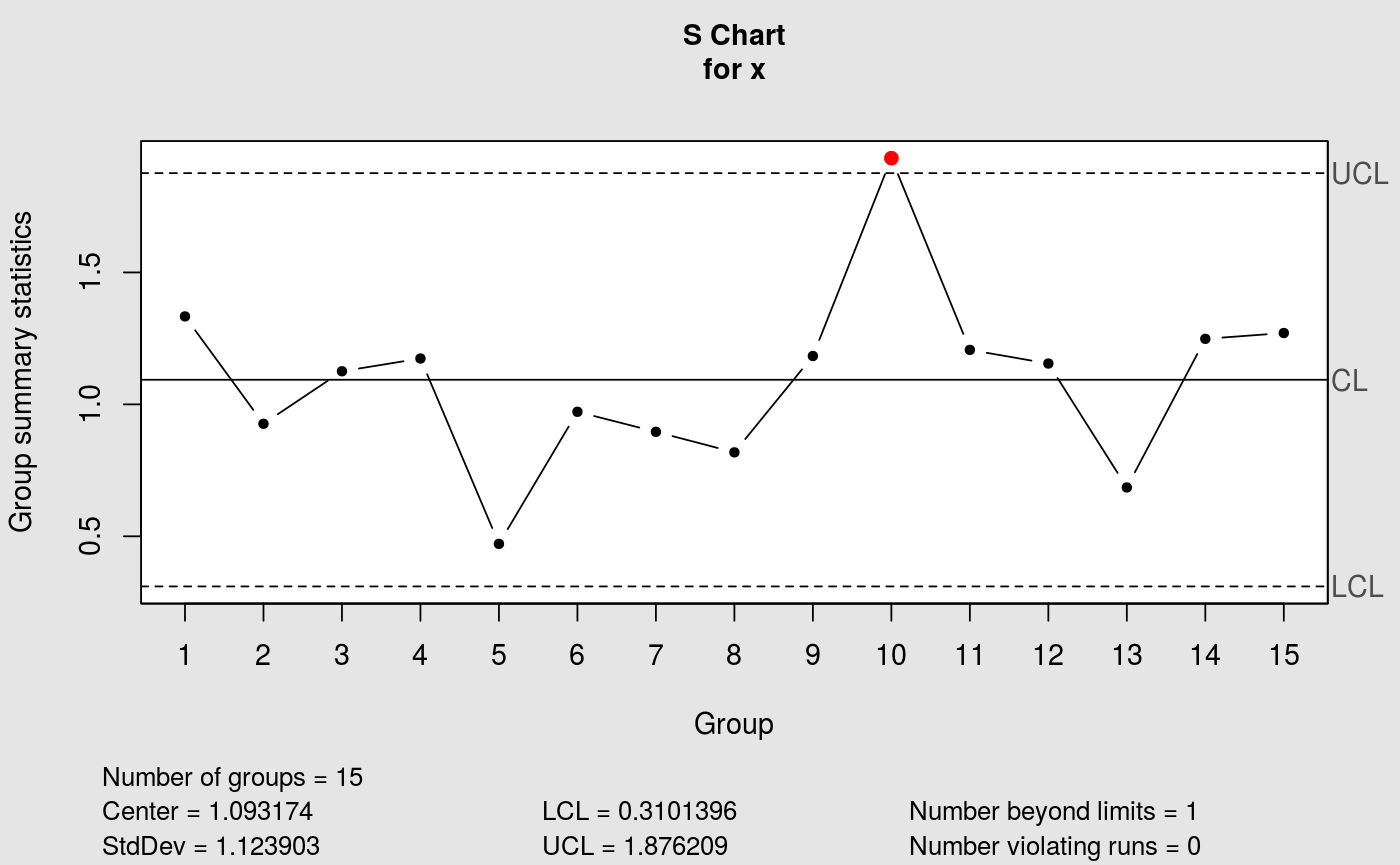 S Chart
for x
Group summary statistics
1.5
1.0
0.5
UCL
CL
LCL
1 2 3 4 5 6 7 8 9 10 11 12 13 14 15
Group
Number of groups = 15
Center = 1.093174 LCL = 0.3101396 Number beyond limits = 1
StdDev = 1.123903 UCL = 1.876209 Number violating runs = 0